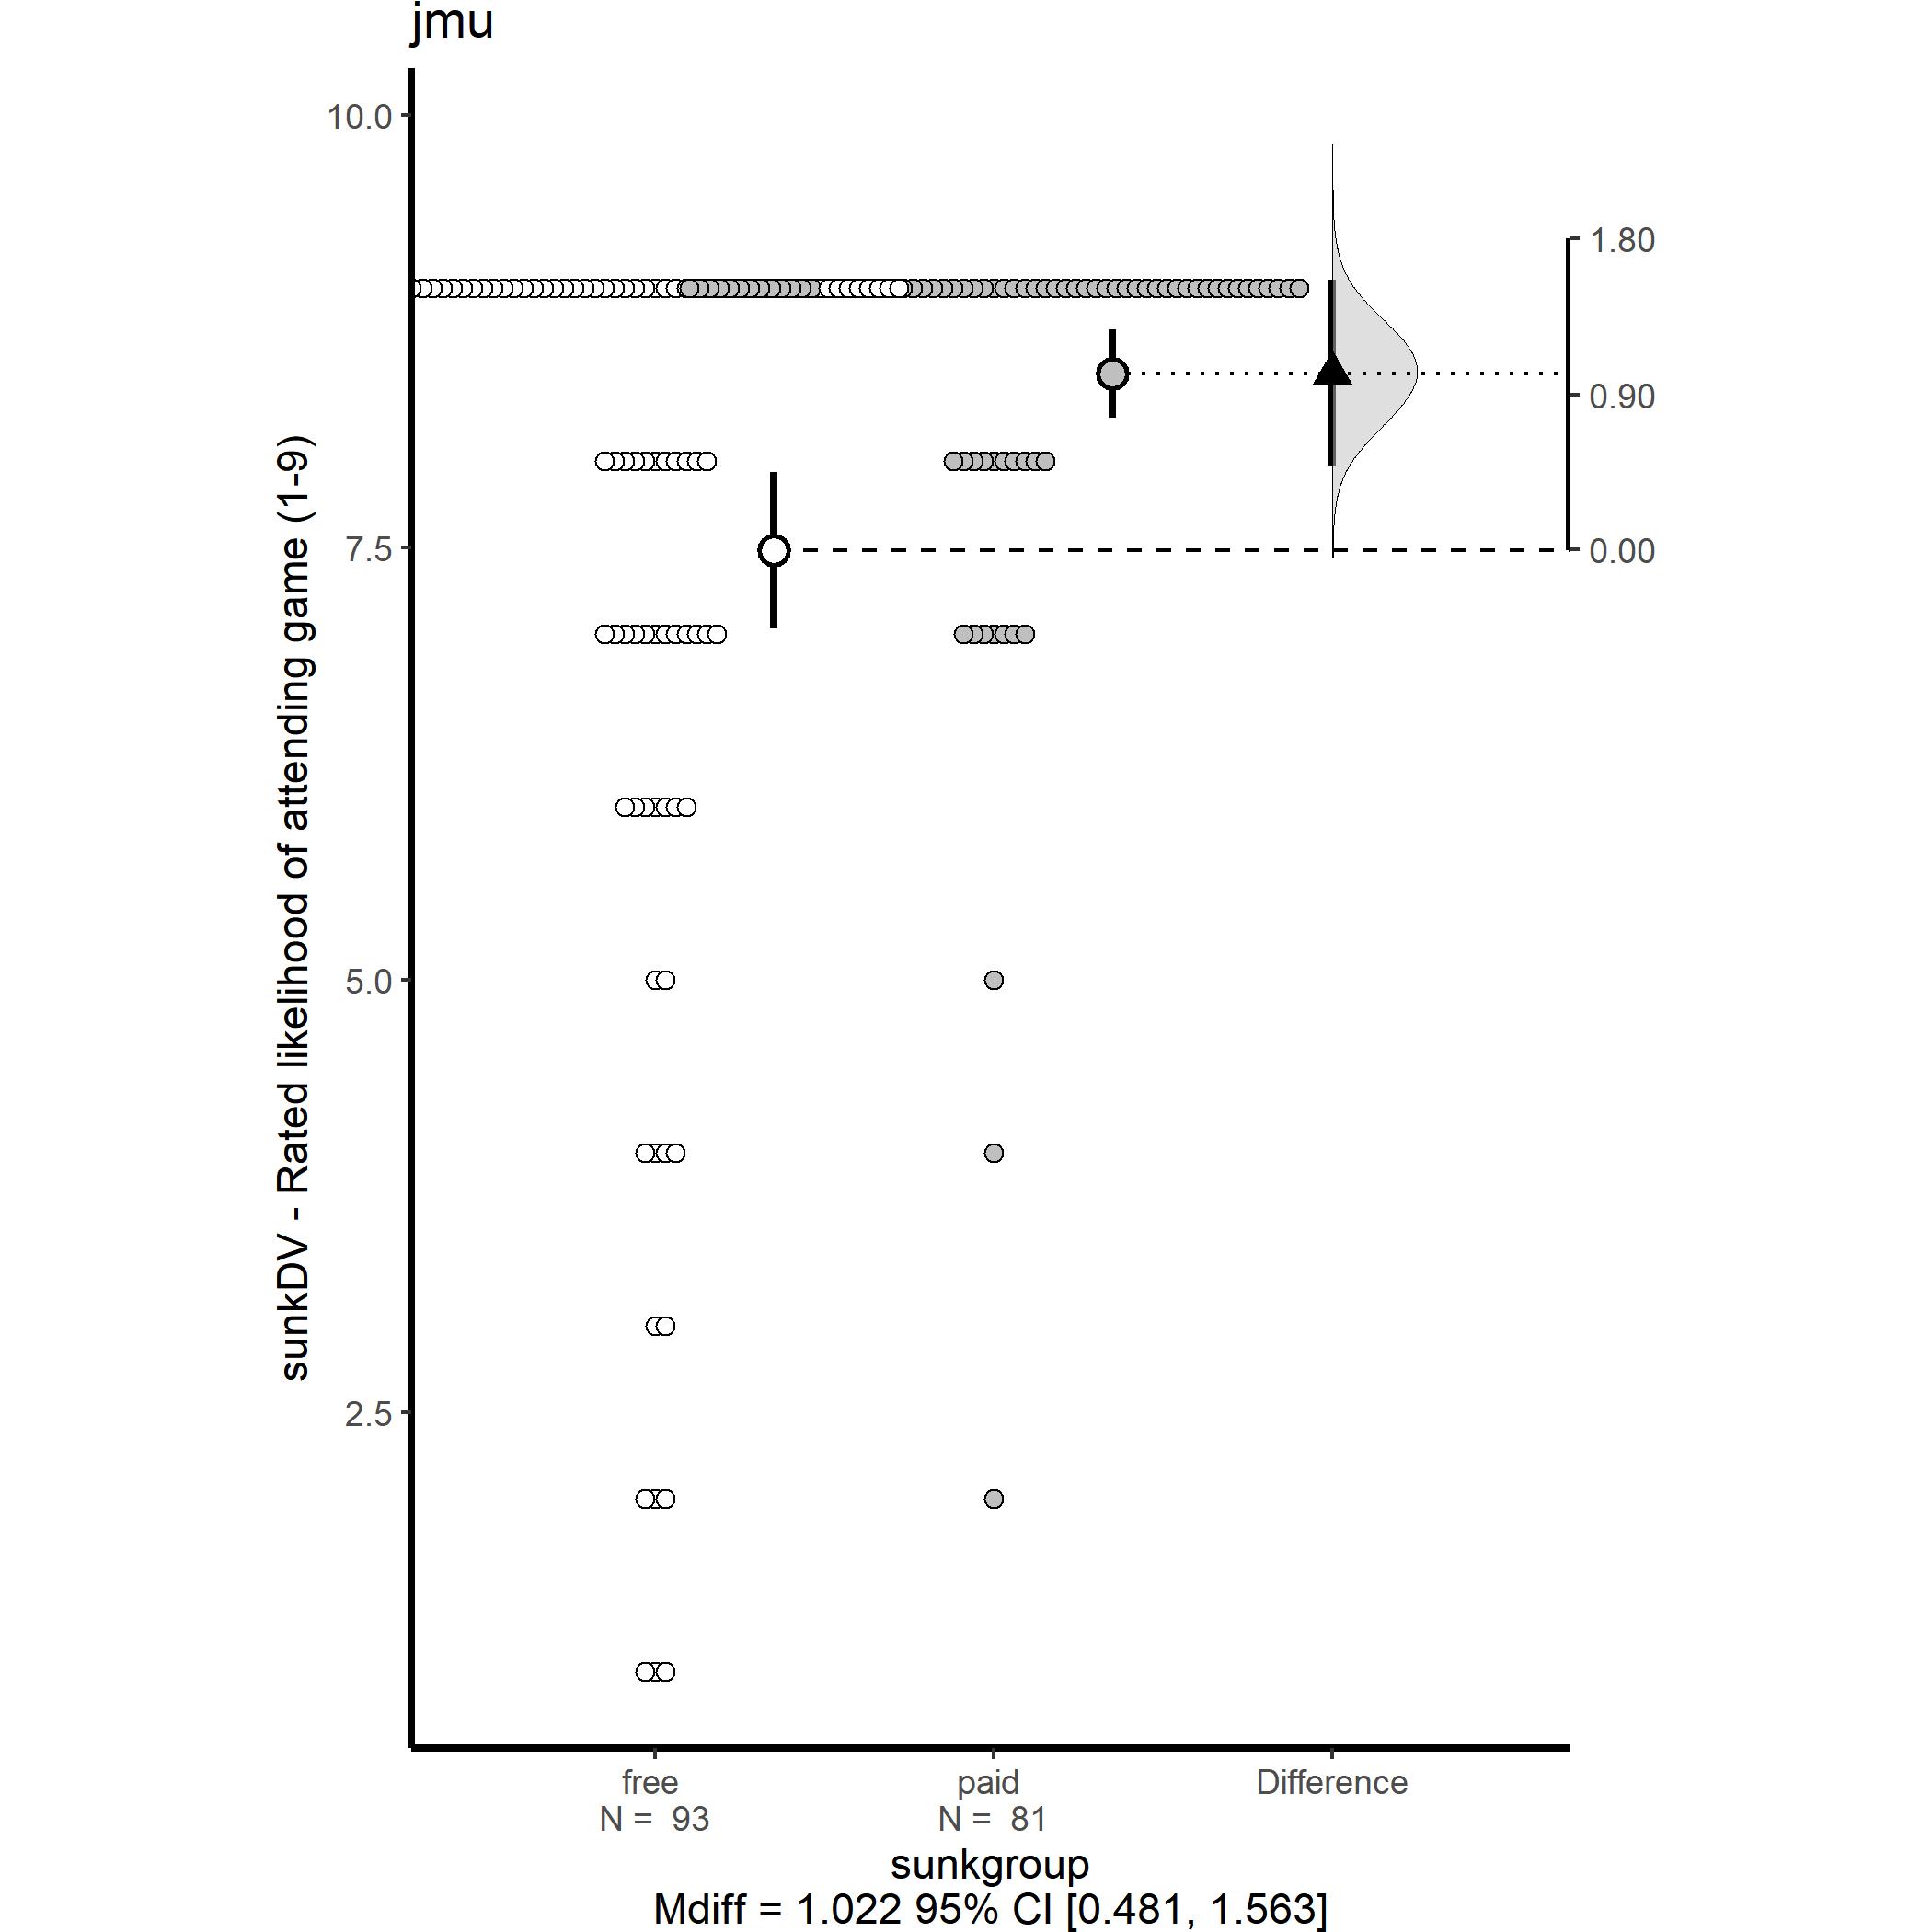 jmu
sunkDV - Rated likelihood of attending game (1-9)
10.0
7.5
5.0
2.5
1.80
0.90
0.00
free
N =  93
paid
N =  81
Difference
sunkgroup
Mdiff = 1.022 95% CI [0.481, 1.563]